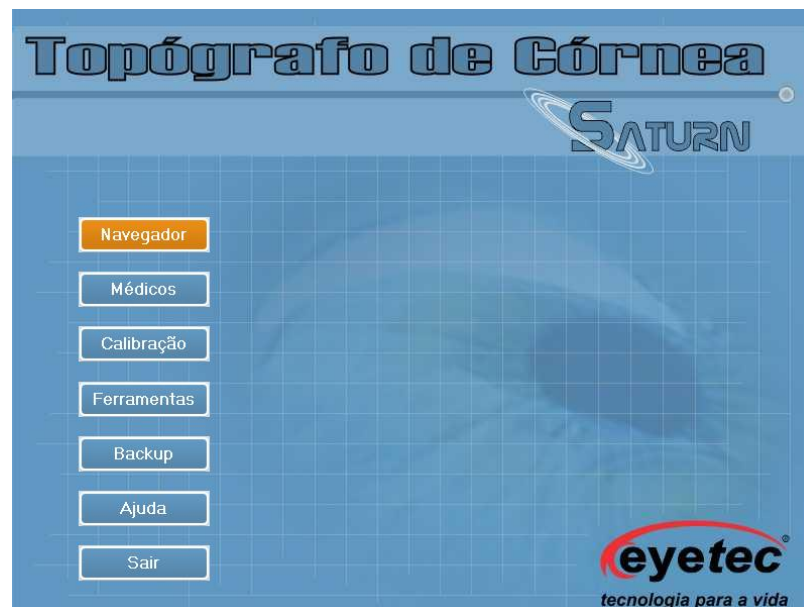 Topógrafo de Córnea
SATURN
Navegador
Médicos
Calibração
Ferramentas
Backup
Ajuda
Sair
eyetec®
tecnologia para a vida